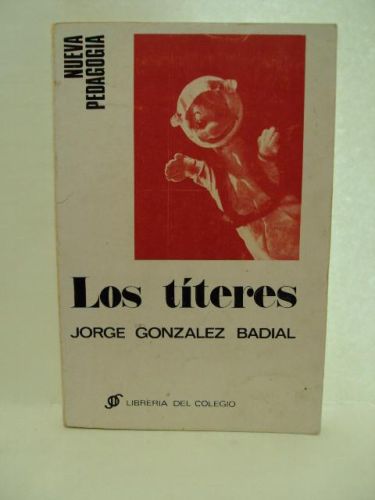 NUEVA
PEDAGOGIA
Los títeres
JORGE GONZALEZ BADIAL
LIBRERIA DEL COLEGIO